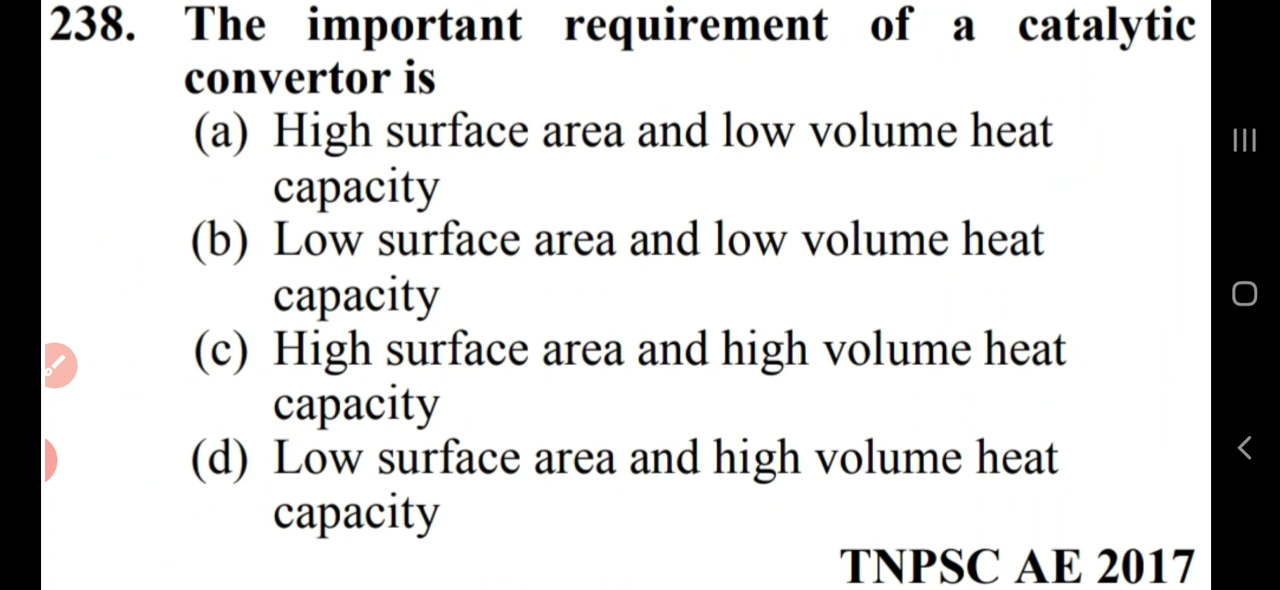 238. The important requirement of a catalytic
convertor is
(a) High surface area and low volume heat
capacity
(b) Low surface area and low volume heat
capacity
(c) High surface area and high volume heat
capacity
(d) Low surface area and high volume heat
capacity
TNPSC AE 2017